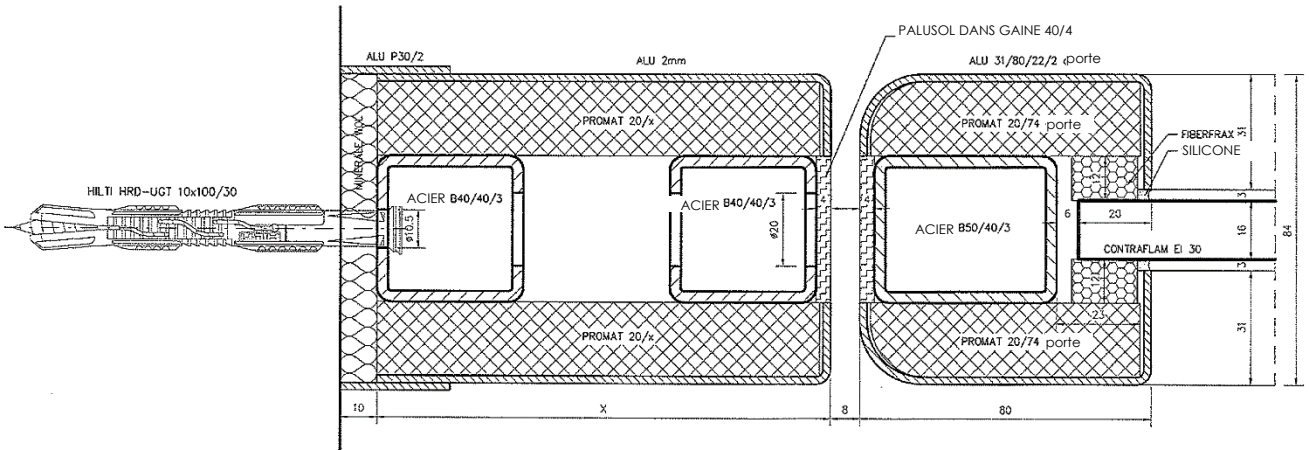 PALUSOL DANS GAINE 40/4
ALU P30/2
ALU 2mm
ALU 31/80/22/2 porte
MINERALE WOL
PROMAT 20/x
PROMAT 20/74 porte
31
FIBERFRAX
SILICONE
12
3
HILTI HRD-UGT 10x100/30
ø10,5
ACIER B40/40/3
ACIER B40/40/3
ø20
4
4
ACIER B50/40/3
6
20
16
84
CONTRAFLAM EI 30
3
12
23
31
PROMAT 20/x
PROMAT 20/74 porte
10
X
8
80